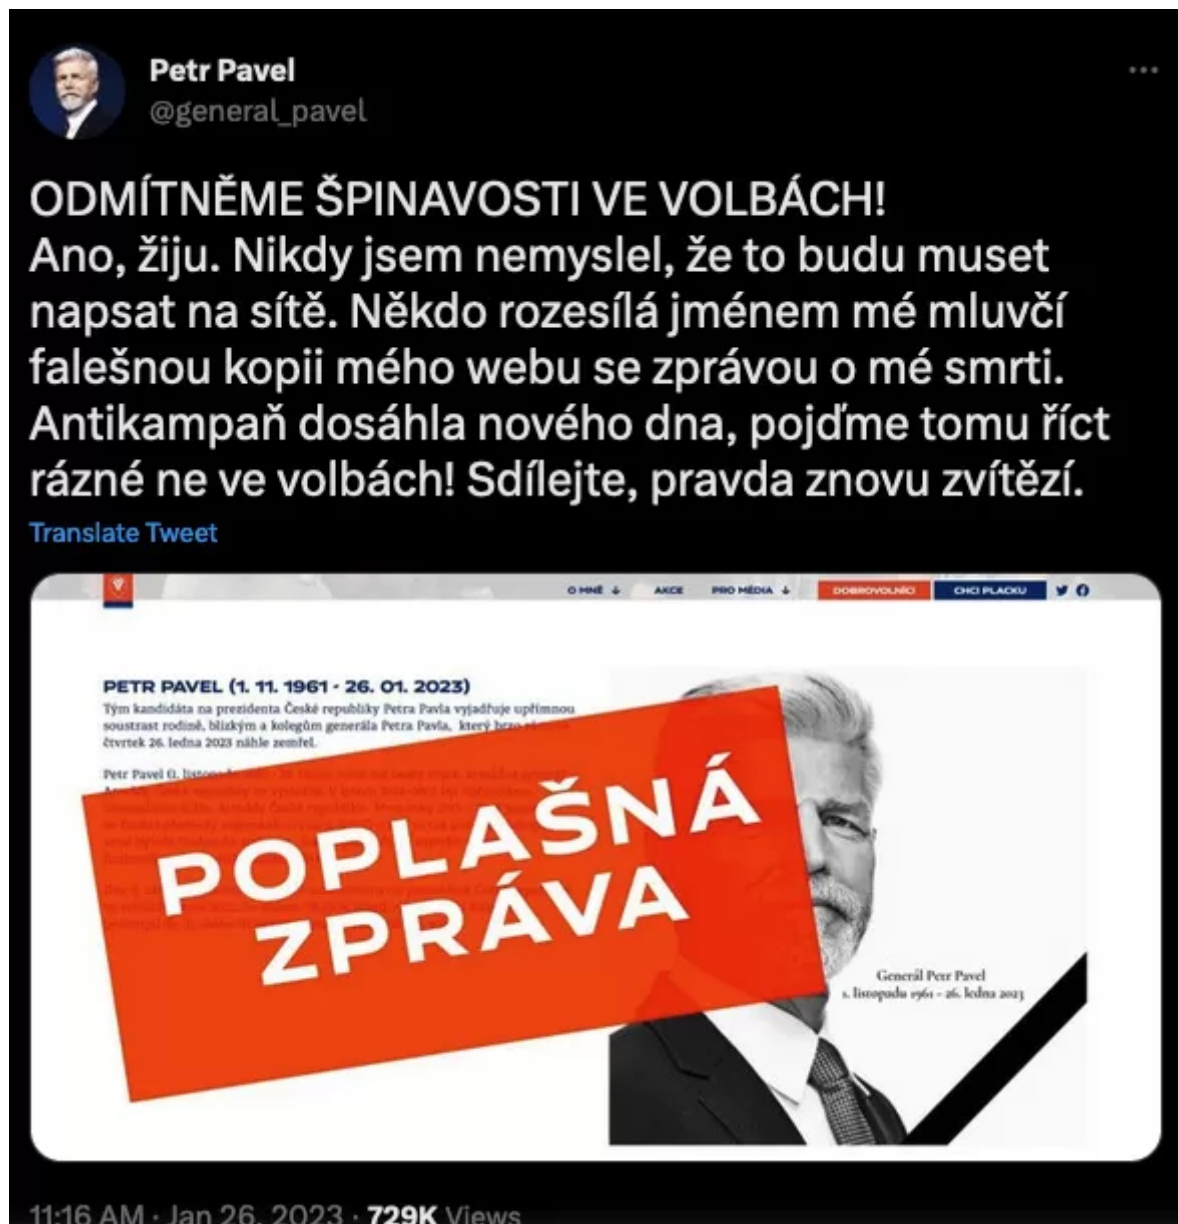 Petr Pavel
@general_pavel
ODMÍTNĚME ŠPINAVOSTI VE VOLBÁCH!
Ano, žiju. Nikdy jsem nemyslel, že to budu muset
napsat na sítě. Někdo rozesílá jménem mé mluvčí
falešnou kopii mého webu se zprávou o mé smrti.
Antikampaň dosáhla nového dna, pojďme tomu říct
rázné ne ve volbách! Sdílejte, pravda znovu zvítězí.
Translate Tweet
O MNĚ AKCE PRO MÉDIA DOBROVOLNÍCI CHCI PLACKU
PETR PAVEL (1. 11. 1961 - 26. 01. 2023)
Tým kandidáta na prezidenta České republiky Petra Pavla vyjadřuje upřímnou
soustrast rodině, blízkým a kolegům generála Petra Pavla, který brzo
čtvrtek 26. ledna 2023 náhle zemřel.
Petr Pavel (1.
POPLAŠNÁ
ZPRÁVA
Generál Petr Pavel
1. listopadu 1961 - 26. ledna 2023
11:16 AM · Jan 26, 2023 · 729K Views